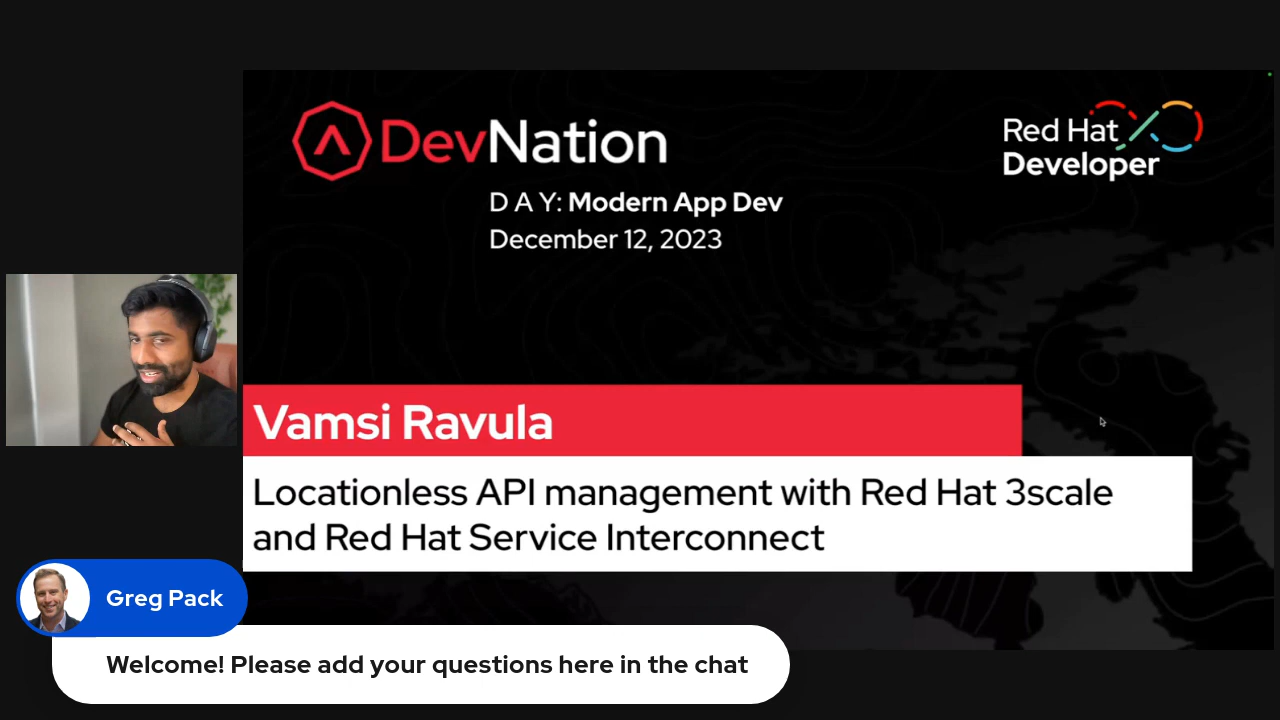 DevNation
DAY: Modern App Dev
December 12, 2023
Red Hat
Developer
Vamsi Ravula
Locationless API management with Red Hat 3scale
and Red Hat Service Interconnect
Greg Pack
Welcome! Please add your questions here in the chat